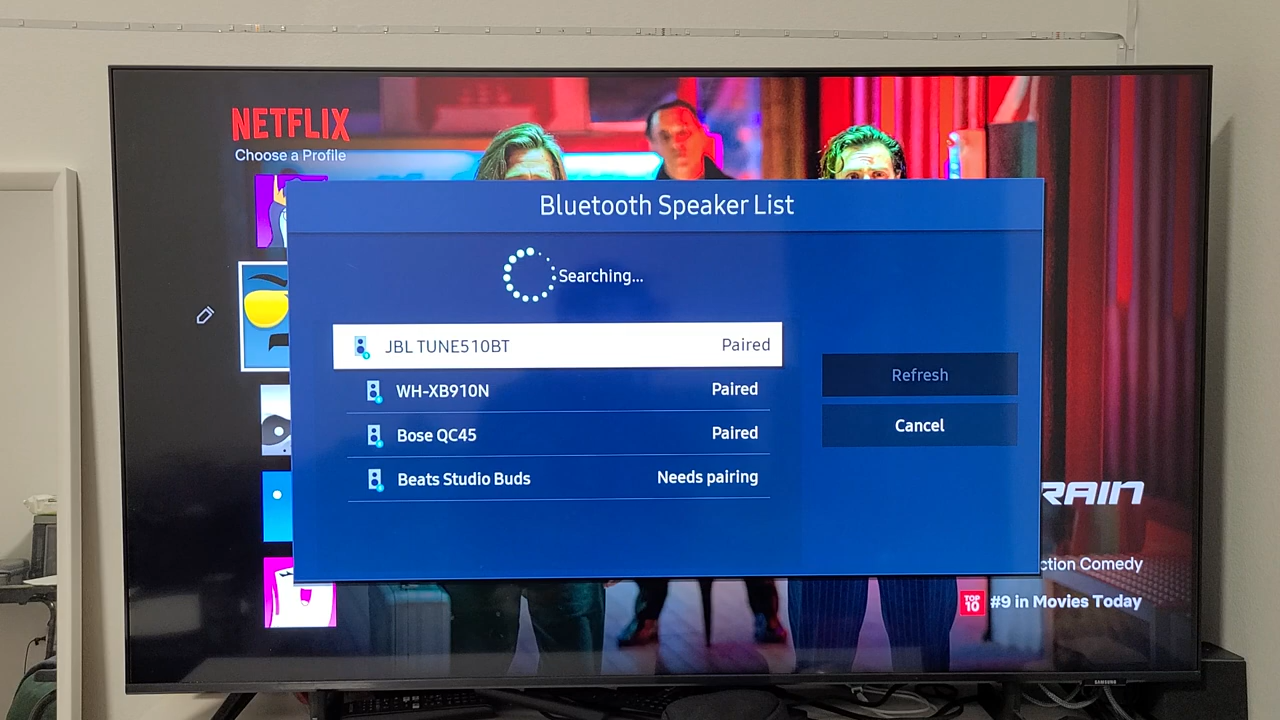 NETFLIX
Choose a Profile
Bluetooth Speaker List
Searching...
JBL TUNE510BT Paired
WH-XB910N Paired
Bose QC45 Paired
Beats Studio Buds Needs pairing
Refresh
Cancel
RAIN
ction Comedy
TOP 10 #9 in Movies Today
SAMSUNG